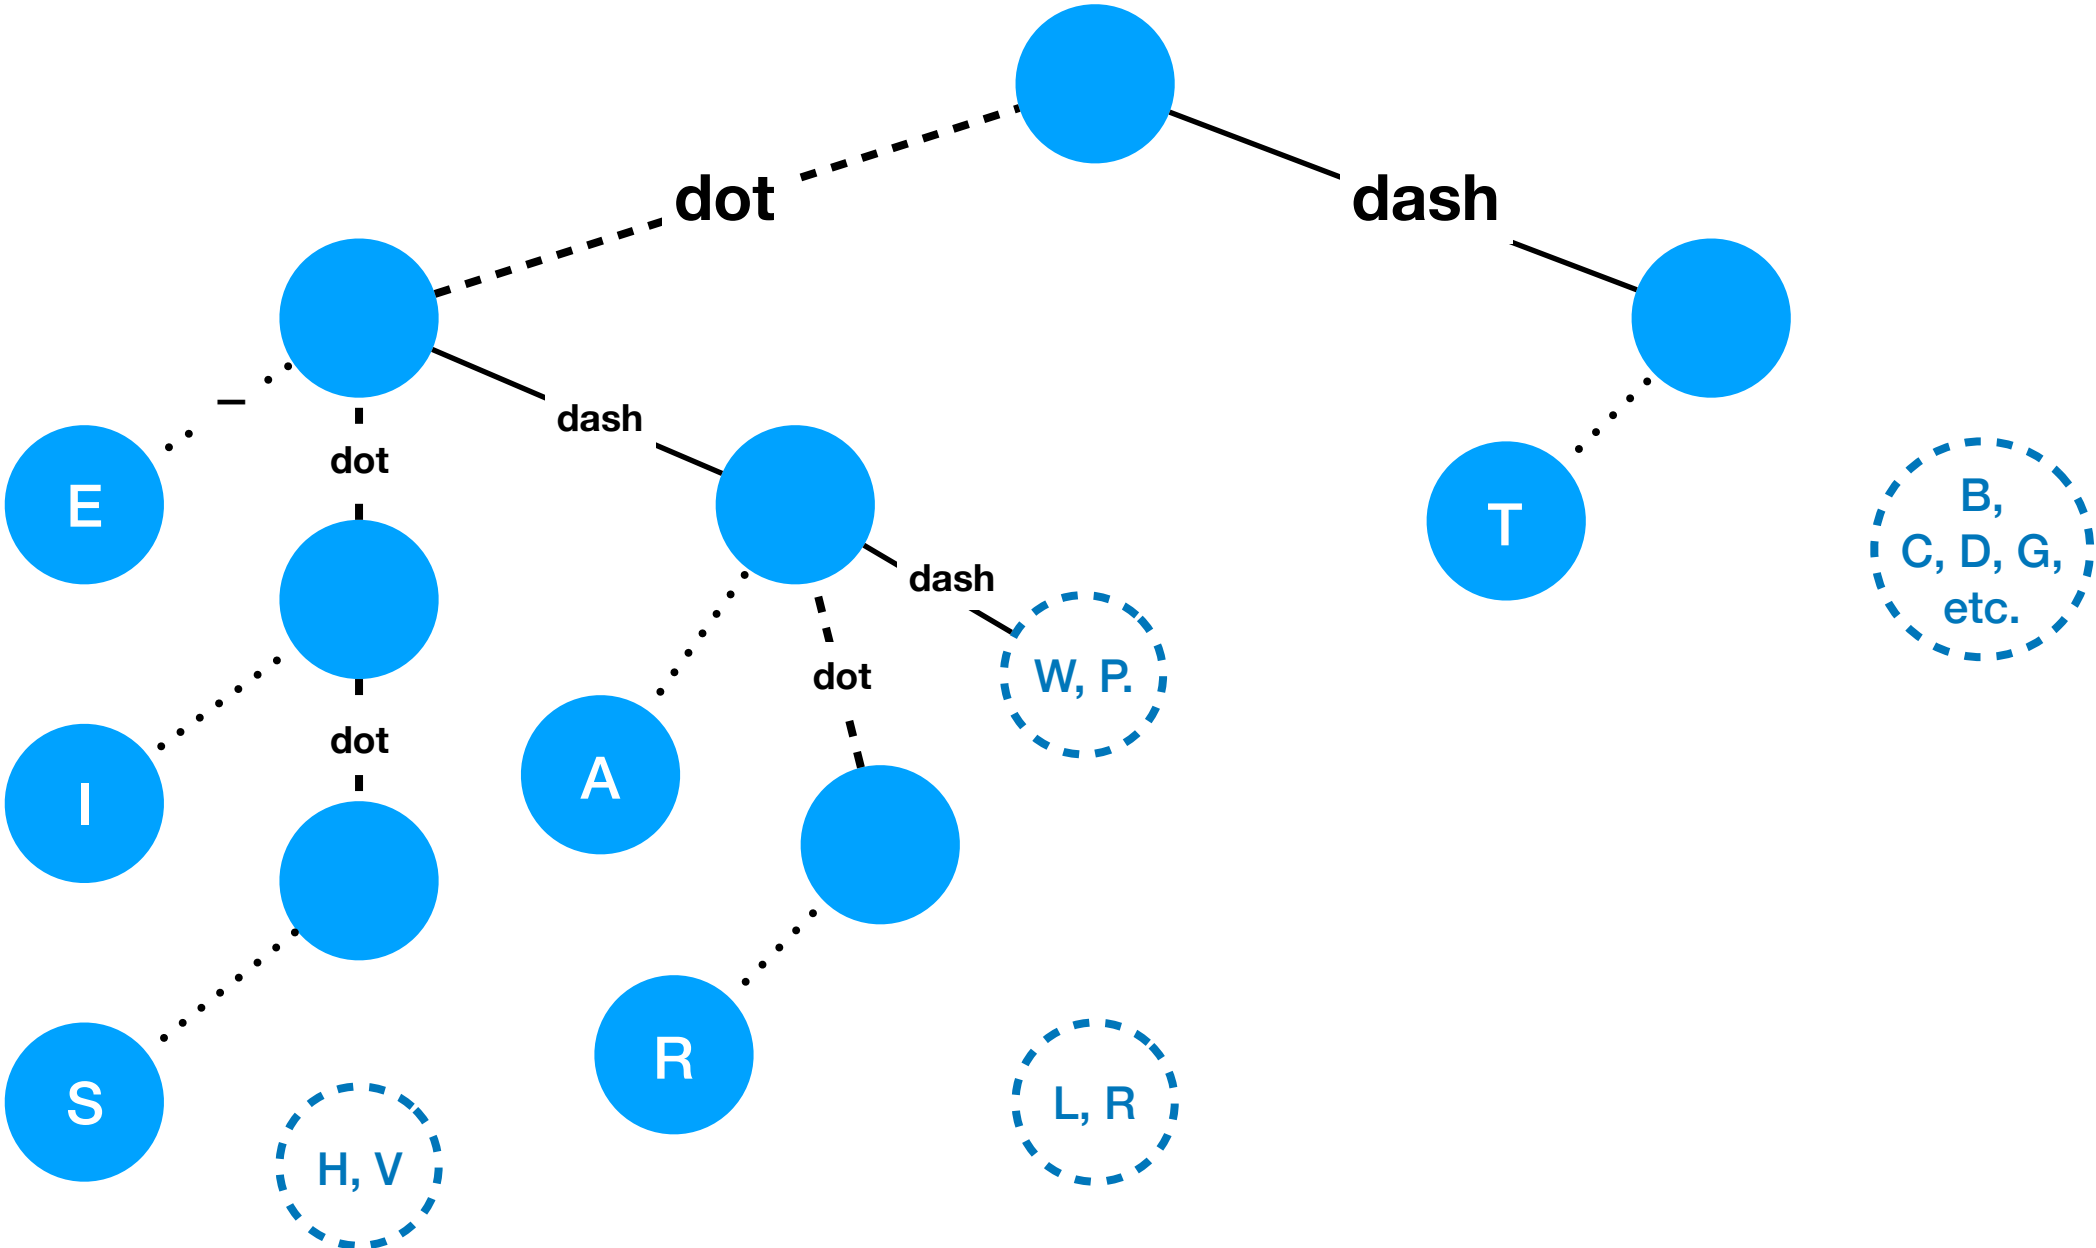 dot
dash
–
dash
dot
E
B,
C, D, G,
etc.
T
dash
dot
W, P.
dot
A
I
R
S
L, R
H, V